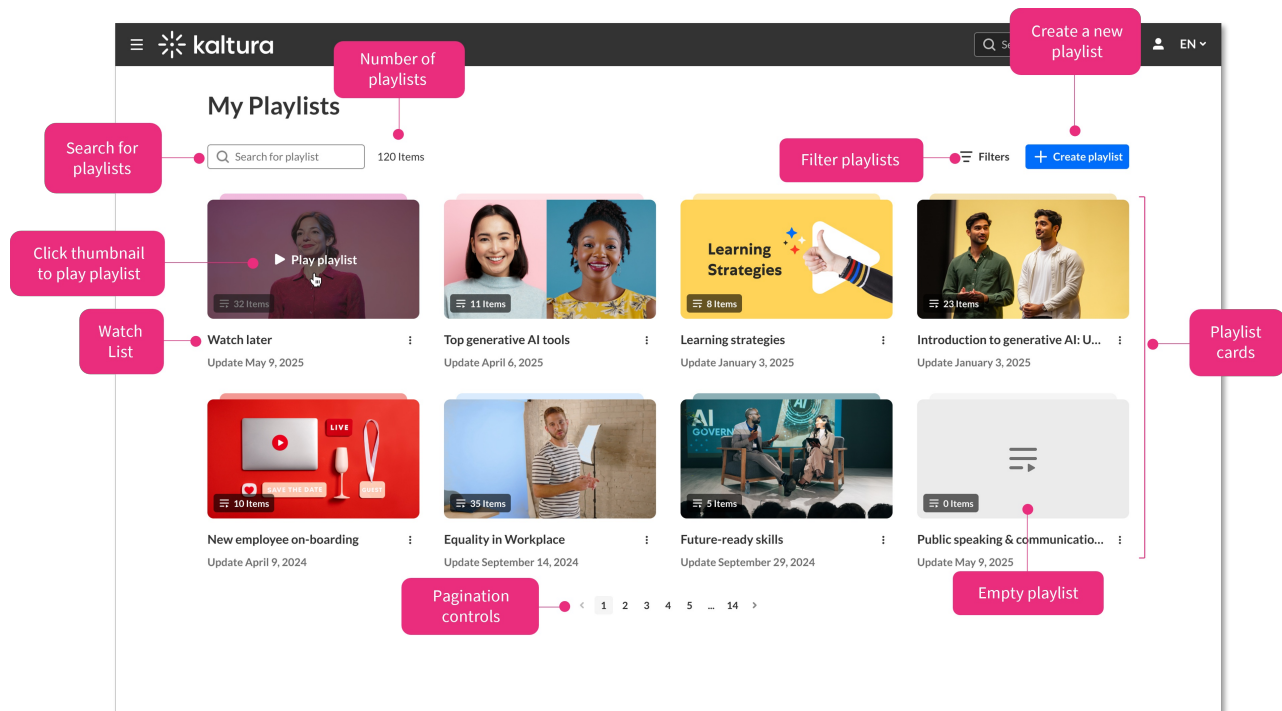 kaltura
EN
Create a new
playlist
Number of
playlists
My Playlists
Search for
playlists
Search for playlist
120 Items
Filter playlists
Filters
Create playlist
Click thumbnail
to play playlist
Play playlist
32 Items
11 Items
Learning
Strategies
8 Items
23 Items
Watch
List
Watch later
Update May 9, 2025
Top generative AI tools
Update April 6, 2025
Learning strategies
Update January 3, 2025
Introduction to generative AI: U...
Update January 3, 2025
Playlist
cards
LIVE
SAVE THE DATE
GUEST
10 Items
35 Items
AI
GOVERN
AI
5 Items
0 Items
New employee on-boarding
Update April 9, 2024
Equality in Workplace
Update September 14, 2024
Future-ready skills
Update September 29, 2024
Public speaking & communicatio...
Update May 9, 2025
Empty playlist
Pagination
controls
1 2 3 4 5 ... 14